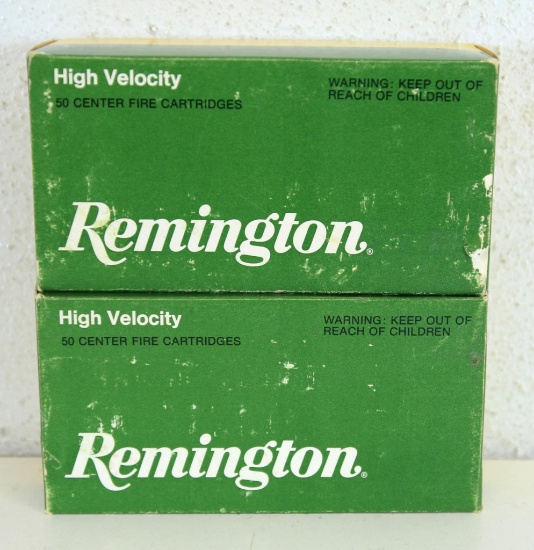 High Velocity
50 CENTER FIRE CARTRIDGES
WARNING: KEEP OUT OF
REACH OF CHILDREN
Remington®
High Velocity
50 CENTER FIRE CARTRIDGES
WARNING: KEEP OUT OF
REACH OF CHILDREN
Remington®